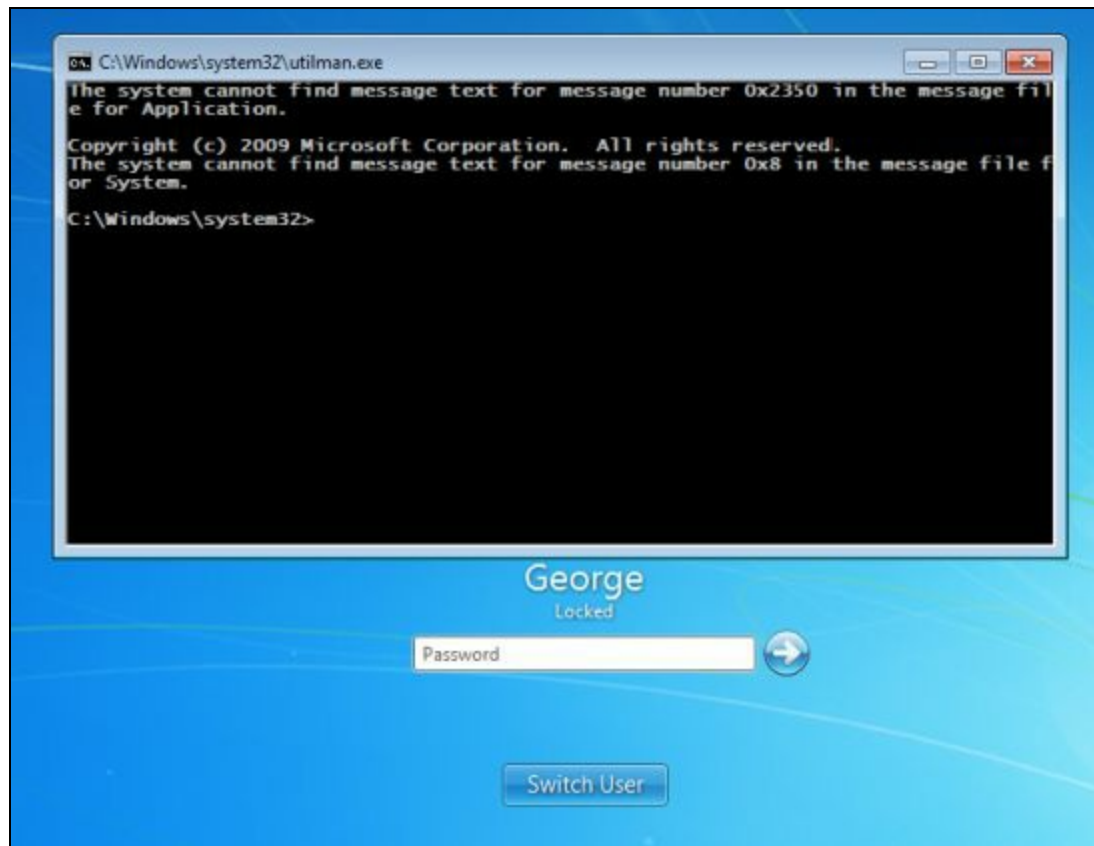 C:\Windows\system32\utilman.exe
The system cannot find message text for message number 0x2350 in the message fil
e for Application.
Copyright (c) 2009 Microsoft Corporation.  All rights reserved.
The system cannot find message text for message number 0x8 in the message file f
or System.
C:\Windows\system32>
George
Locked
Password
Switch User